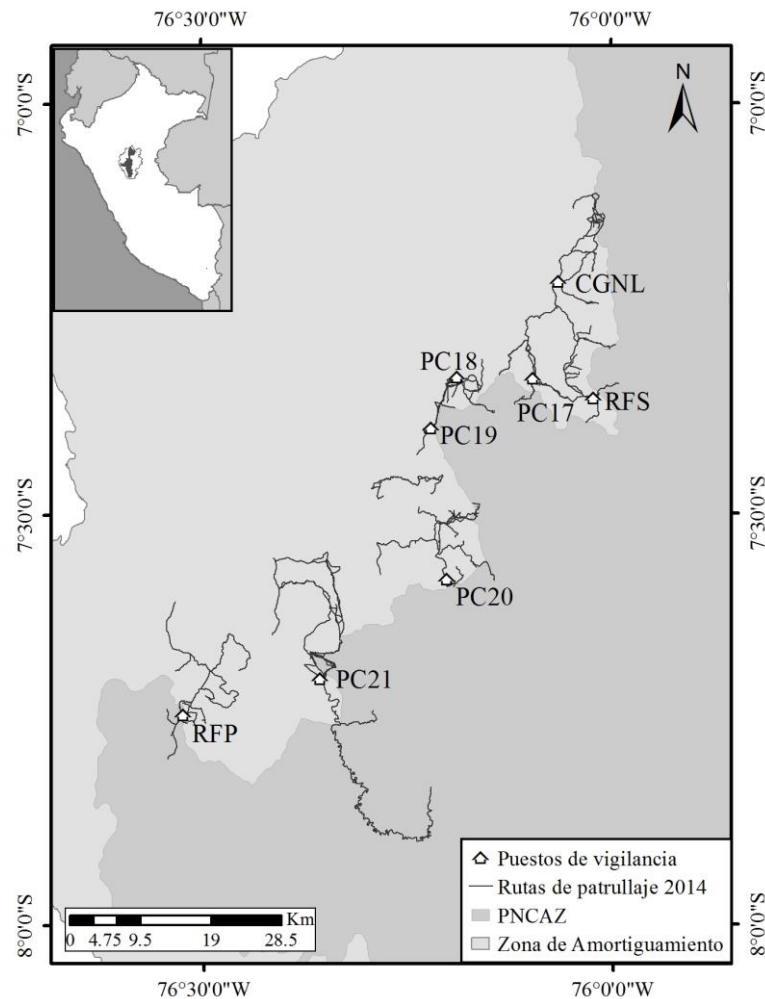 76°30'0"W
76°0'0"W
7°0'0"S
7°0'0"S
N
CGNL
PC18
PC17
RFS
PC19
7°30'0"S
7°30'0"S
PC20
PC21
RFP
Puestos de vigilancia
Rutas de patrullaje 2014
PNCAZ
Zona de Amortiguamiento
Km
0 4.75 9.5 19 28.5
8°0'0"S
8°0'0"S
76°30'0"W
76°0'0"W